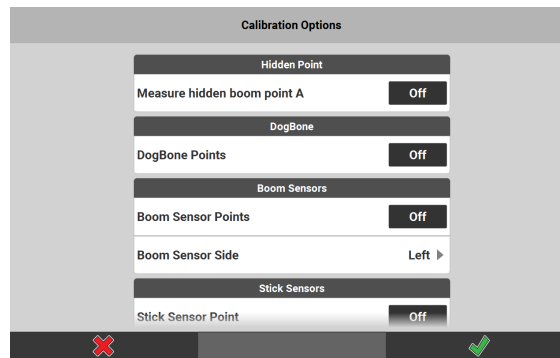 Calibration Options
Hidden Point
Measure hidden boom point A Off
DogBone
DogBone Points Off
Boom Sensors
Boom Sensor Points Off
Boom Sensor Side Left
Stick Sensors
Stick Sensor Point Off